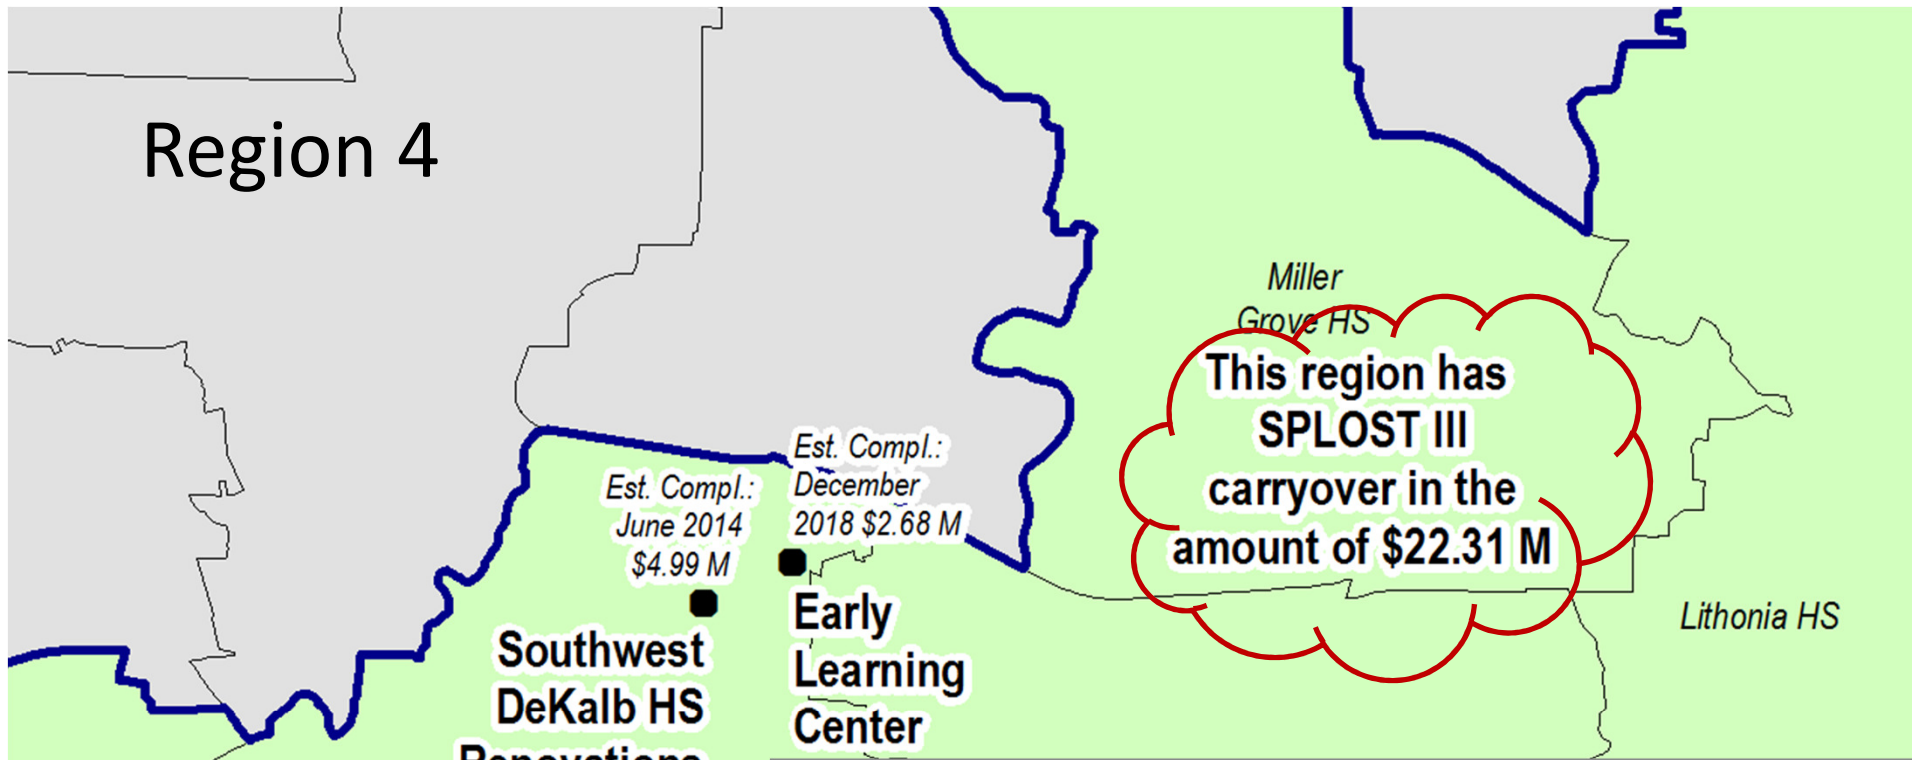 Region 4
Miller
Grove HS
This region has
SPLOST III
carryover in the
amount of $22.31 M
Est. Compl.:
December
2018 $2.68 M
Est. Compl.:
June 2014
$4.99 M
Early
Learning
Center
Southwest
DeKalb HS
Renovations
Lithonia HS